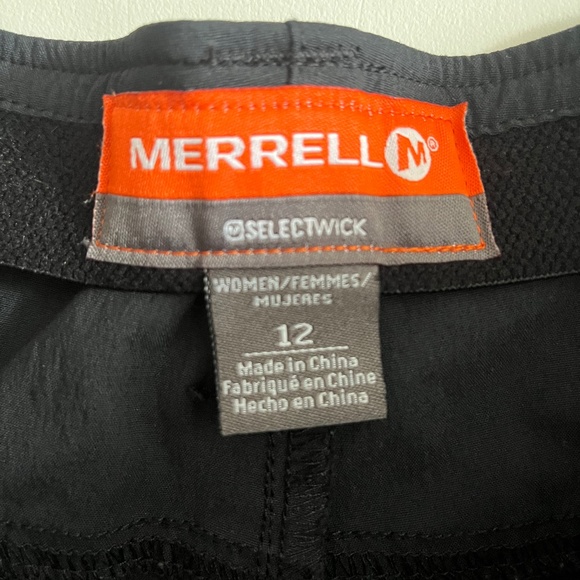 MERRELL M®
SELECTWICK
WOMEN/FEMMES/
MUJERES
12
Made in China
Fabriqué en Chine
Hecho en China